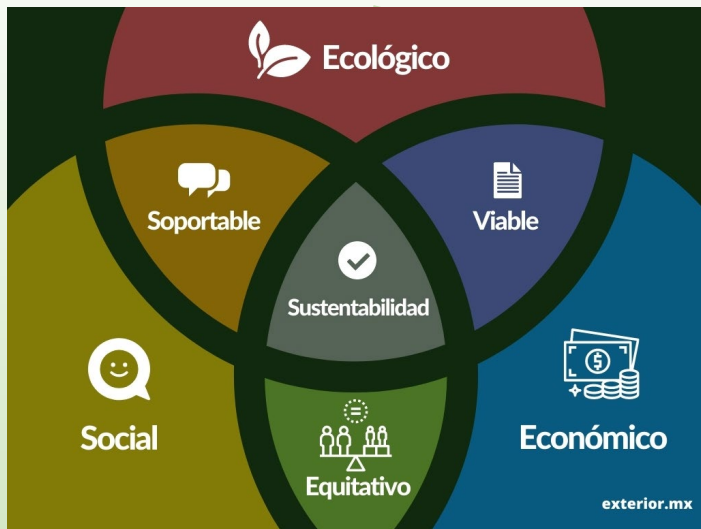 Ecológico
Soportable
Viable
Sustentabilidad
Social
Económico
Equitativo
exterior.mx